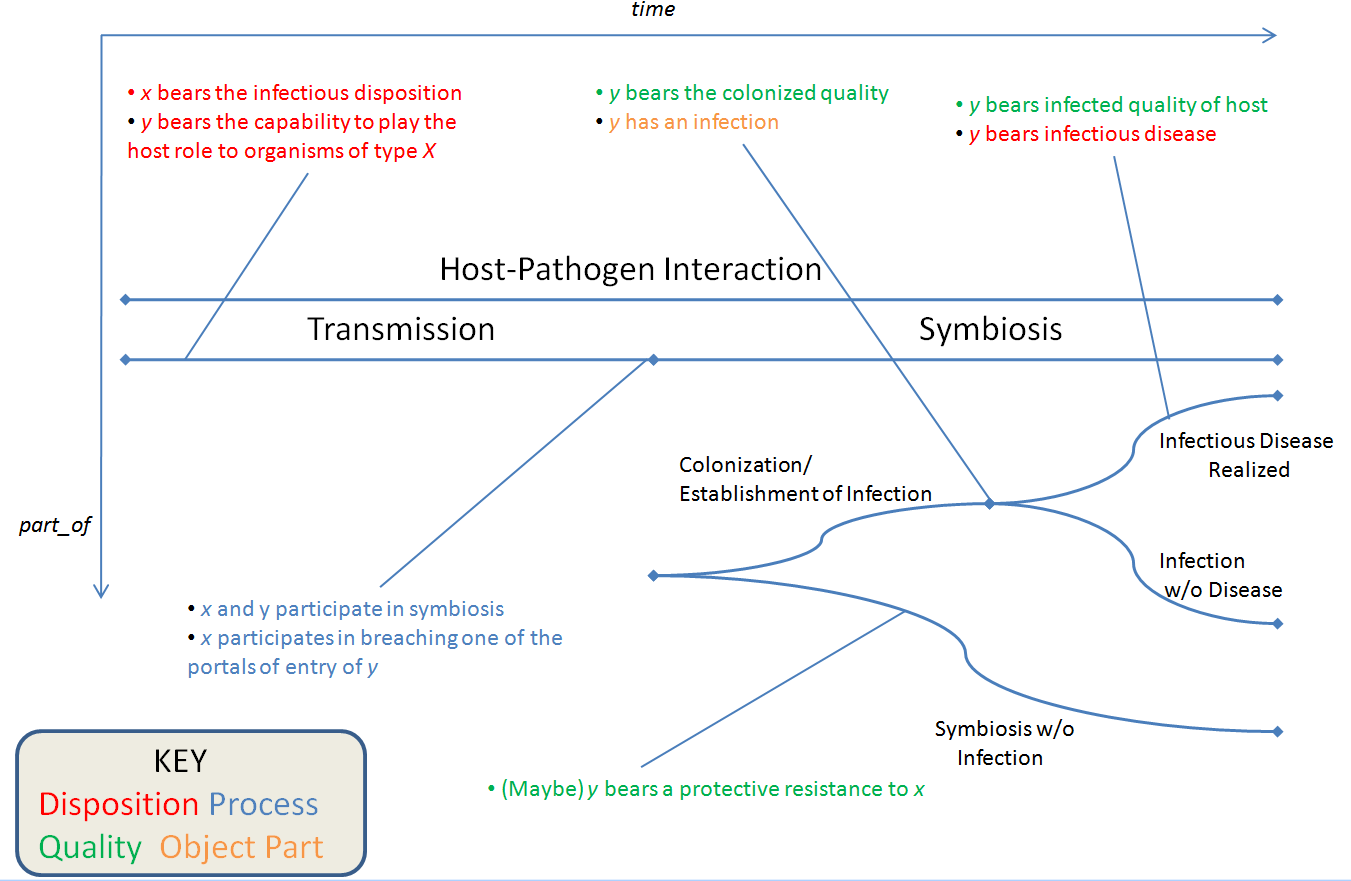 time
• x bears the infectious disposition
• y bears the capability to play the
host role to organisms of type X
• y bears the colonized quality
• y has an infection
• y bears infected quality of host
• y bears infectious disease
Host-Pathogen Interaction
Transmission
Symbiosis
Infectious Disease
Realized
Colonization/
Establishment of Infection
part_of
Infection
w/o Disease
• x and y participate in symbiosis
• x participates in breaching one of the
portals of entry of y
Symbiosis w/o
Infection
• (Maybe) y bears a protective resistance to x
KEY
Disposition Process
Quality Object Part